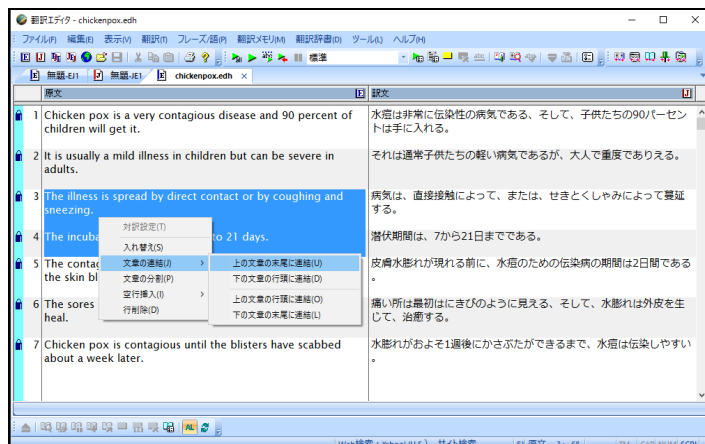 翻訳エディタ - chickenpox.edh
ファイル(F) 編集(E) 表示(V) 翻訳(T) フレーズ/語(P) 翻訳メモリ(M) 翻訳辞書(D) ツール(L) ヘルプ(H)
標準
無題-EJ1 無題-JE1 chickenpox.edh ×
原文 E 訳文 J
1 Chicken pox is a very contagious disease and 90 percent of 水痘は非常に伝染性の病気である、そして、子供たちの90パーセン
children will get it. トは手に入れる。
2 It is usually a mild illness in children but can be severe in それは通常子供たちの軽い病気であるが、大人で重度でありえる。
adults.
3 The illness is spread by direct contact or by coughing and 病気は、直接接触によって、または、せきとくしゃみによって蔓延
sneezing. する。
対訳設定(T)
4 The incuba to 21 days. 潜伏期間は、7から21日までである。
入れ替え(S)
5 The contag 文章の連結(J) 上の文章の末尾に連結(U) 皮膚水膨れが現れる前に、水痘のための伝染病の期間は2日間である
the skin bl 文章の分割(P) 下の文章の行頭に連結(D) 。
空行挿入(I) 上の文章の行頭に連結(O)
6 The sores 行削除(D) 下の文章の末尾に連結(L) 痛い所は最初はにきびのように見える、そして、水膨れは外皮を生
heal. じて、治癒する。
7 Chicken pox is contagious until the blisters have scabbed 水膨れがおよそ1週後にかさぶたができるまで、水痘は伝染しやすい
about a week later. 。
AL